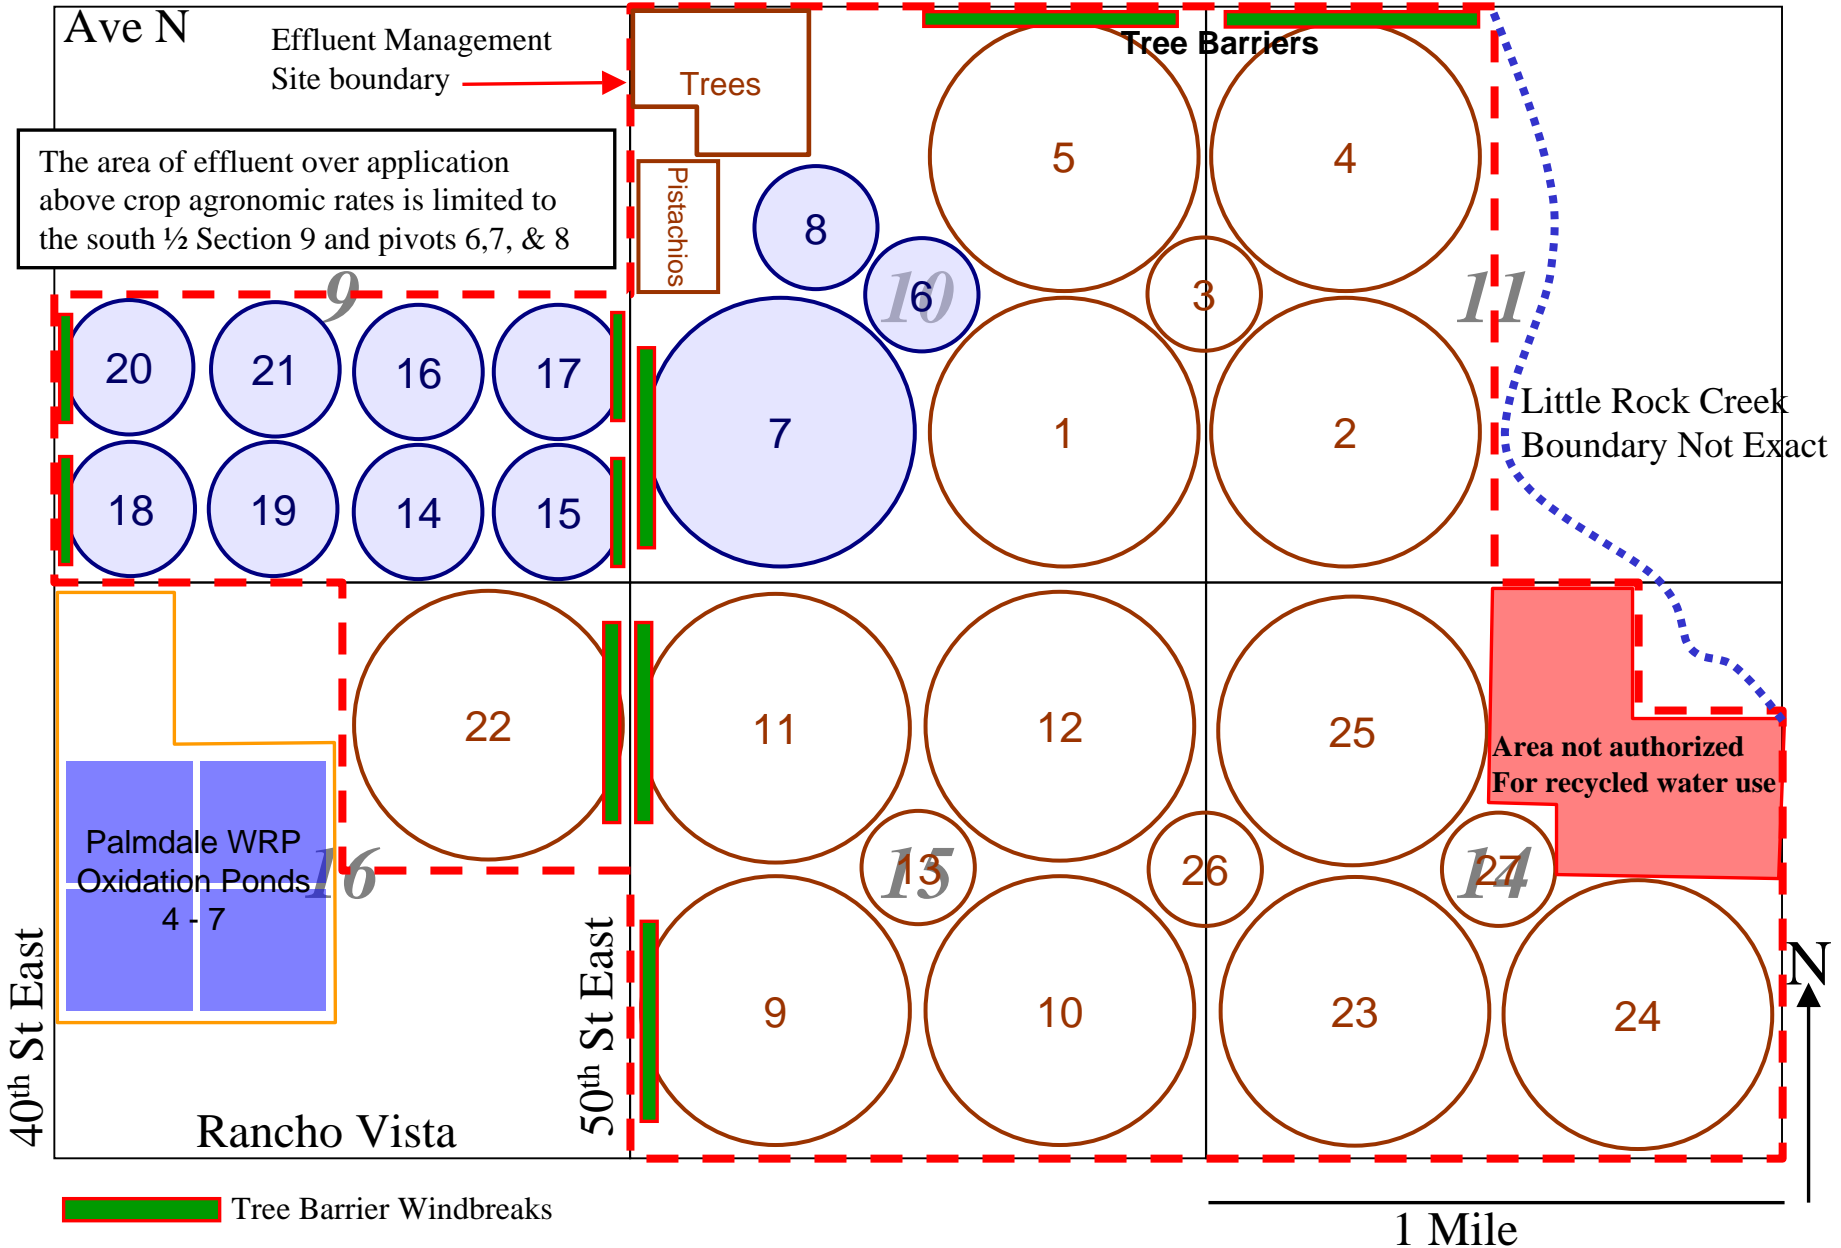 Ave N
Effluent Management
Site boundary
Tree Barriers
Trees
Pistachios
The area of effluent over application
above crop agronomic rates is limited to
the south ½ Section 9 and pivots 6,7, & 8
5
4
8
6
10
3
11
9
20
21
16
17
7
1
2
Little Rock Creek
Boundary Not Exact
18
19
14
15
22
11
12
25
Area not authorized
For recycled water use
Palmdale WRP
Oxidation Ponds
4 - 7
16
13
15
26
27
14
9
10
23
24
N
40th St East
50th St East
Rancho Vista
Tree Barrier Windbreaks
1 Mile